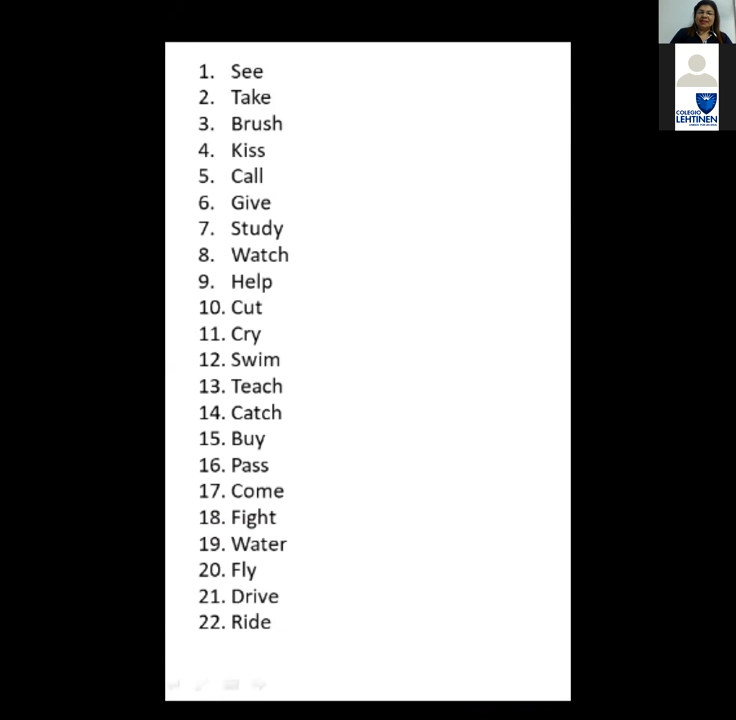 1. See
2. Take
3. Brush
4. Kiss
5. Call
6. Give
7. Study
8. Watch
9. Help
10. Cut
11. Cry
12. Swim
13. Teach
14. Catch
15. Buy
16. Pass
17. Come
18. Fight
19. Water
20. Fly
21. Drive
22. Ride
COLEGIO
LEHTINEN